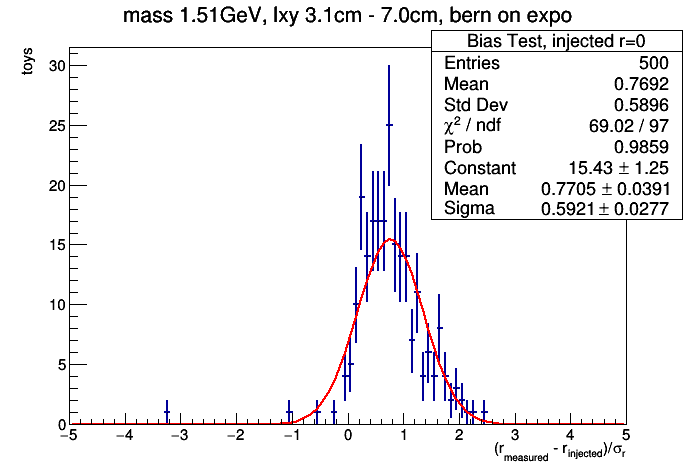 mass 1.51GeV, lxy 3.1cm - 7.0cm, bern on expo
toys
Bias Test, injected r=0
Entries 500
Mean 0.7692
Std Dev 0.5896
χ² / ndf 69.02 / 97
Prob 0.9859
Constant 15.43 ± 1.25
Mean 0.7705 ± 0.0391
Sigma 0.5921 ± 0.0277
30
25
20
15
10
5
0
−5 −4 −3 −2 −1 0 1 2 3 4 5
(r_measured - r_injected)/σ_r